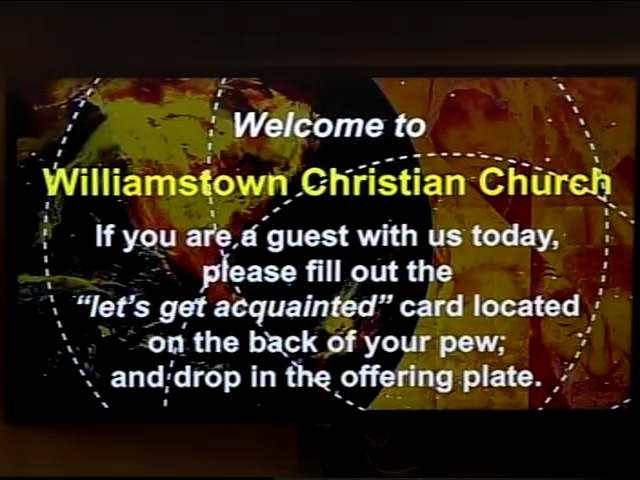 Welcome to
Williamstown Christian Church
If you are a guest with us today,
please fill out the
“let’s get acquainted” card located
on the back of your pew;
and drop in the offering plate.